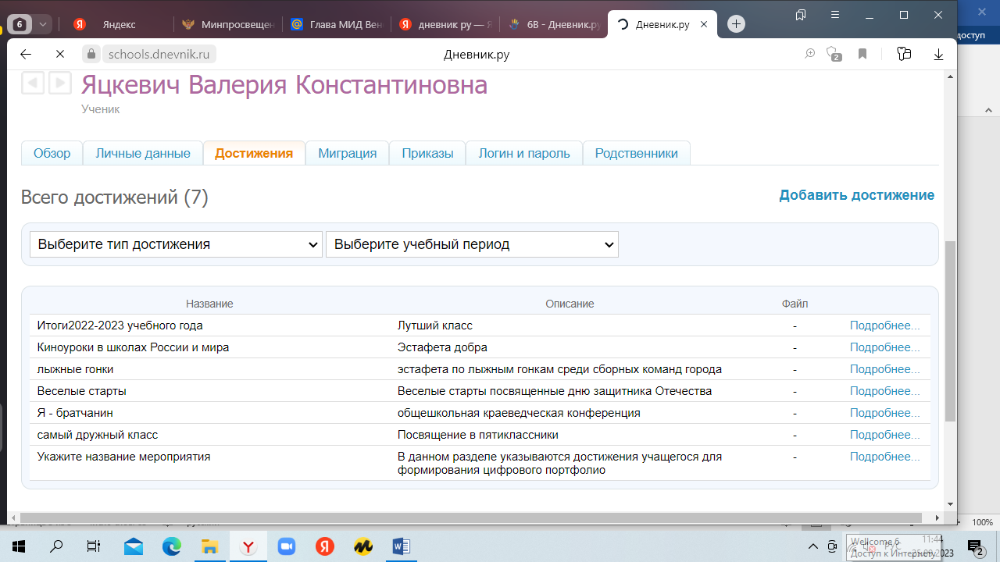 6
Яндекс
Минпросвещен
Глава МИД Вен
дневник ру — Я
6В - Дневник.ру
Дневник.ру
доступ
schools.dnevnik.ru
Дневник.ру
2
Яцкевич Валерия Константиновна
Ученик
Обзор
Личные данные
Достижения
Миграция
Приказы
Логин и пароль
Родственники
Всего достижений (7)
Добавить достижение
Выберите тип достижения
Выберите учебный период
Название Описание Файл
Итоги2022-2023 учебного года Лутший класс - Подробнее...
Киноуроки в школах России и мира Эстафета добра - Подробнее...
лыжные гонки эстафета по лыжным гонкам среди сборных команд города - Подробнее...
Веселые старты Веселые старты посвященные дню защитника Отечества - Подробнее...
Я - братчанин общешкольная краеведческая конференция - Подробнее...
самый дружный класс Посвящение в пятиклассники - Подробнее...
Укажите название мероприятия В данном разделе указываются достижения учащегося для - Подробнее...
формирования цифрового портфолио
100%
Welcome 6
Доступ к Интернету
РУС
11:44
2